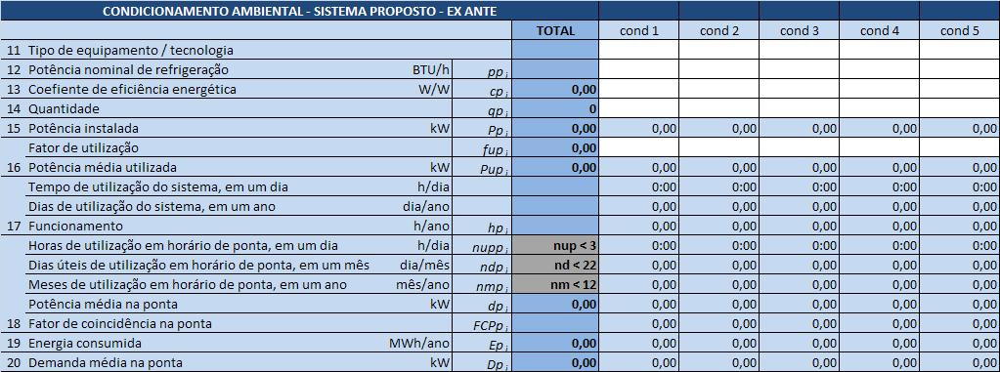 CONDICIONAMENTO AMBIENTAL - SISTEMA PROPOSTO - EX ANTE
TOTAL cond 1 cond 2 cond 3 cond 4 cond 5
11 Tipo de equipamento / tecnologia
12 Potência nominal de refrigeração BTU/h pp i
13 Coefiente de eficiência energética W/W cp i 0,00
14 Quantidade qp i 0
15 Potência instalada kW Pp i 0,00 0,00 0,00 0,00 0,00 0,00
Fator de utilização fup i 0,00
16 Potência média utilizada kW Pup i 0,00 0,00 0,00 0,00 0,00 0,00
Tempo de utilização do sistema, em um dia h/dia 0:00 0:00 0:00 0:00 0:00
Dias de utilização do sistema, em um ano dia/ano 0,00 0,00 0,00 0,00 0,00
17 Funcionamento h/ano hp i 0,00 0,00 0,00 0,00 0,00
Horas de utilização em horário de ponta, em um dia h/dia nupp i nup < 3 0:00 0:00 0:00 0:00 0:00
Dias úteis de utilização em horário de ponta, em um mês dia/mês ndp i nd < 22 0,00 0,00 0,00 0,00 0,00
Meses de utilização em horário de ponta, em um ano mês/ano nmp i nm < 12 0,00 0,00 0,00 0,00 0,00
Potência média na ponta kW dp i 0,00 0,00 0,00 0,00 0,00 0,00
18 Fator de coincidência na ponta FCPp i 0,00 0,00 0,00 0,00 0,00
19 Energia consumida MWh/ano Ep i 0,00 0,00 0,00 0,00 0,00 0,00
20 Demanda média na ponta kW Dp i 0,00 0,00 0,00 0,00 0,00 0,00